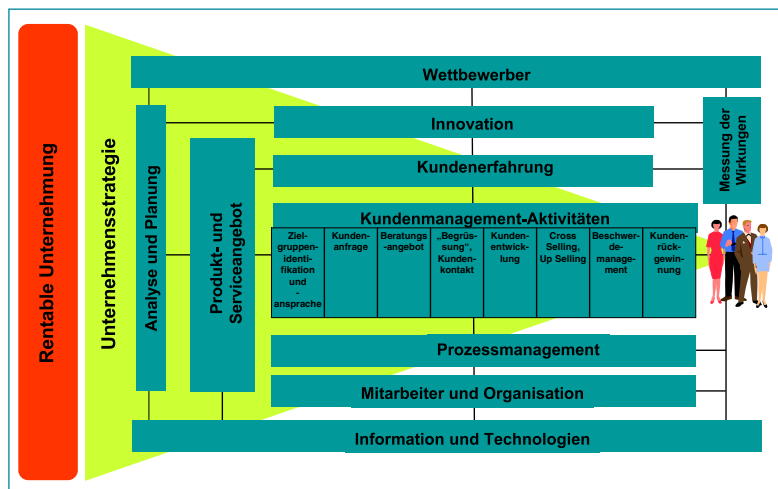 Rentable Unternehmung
Unternehmensstrategie
Wettbewerber
Analyse und Planung
Produkt- und
Serviceangebot
Innovation
Kundenerfahrung
Messung der
Wirkungen
Kundenmanagement-Aktivitäten
Ziel-
gruppen-
identi-
fikation
und
-
ansprache
Kunden-
anfrage
Beratungs
-angebot
„Begrüs-
sung“,
Kunden-
kontakt
Kunden-
entwick-
lung
Cross
Selling,
Up Selling
Beschwer-
de-
manage-
ment
Kunden-
rück-
gewin-
nung
Prozessmanagement
Mitarbeiter und Organisation
Information und Technologien